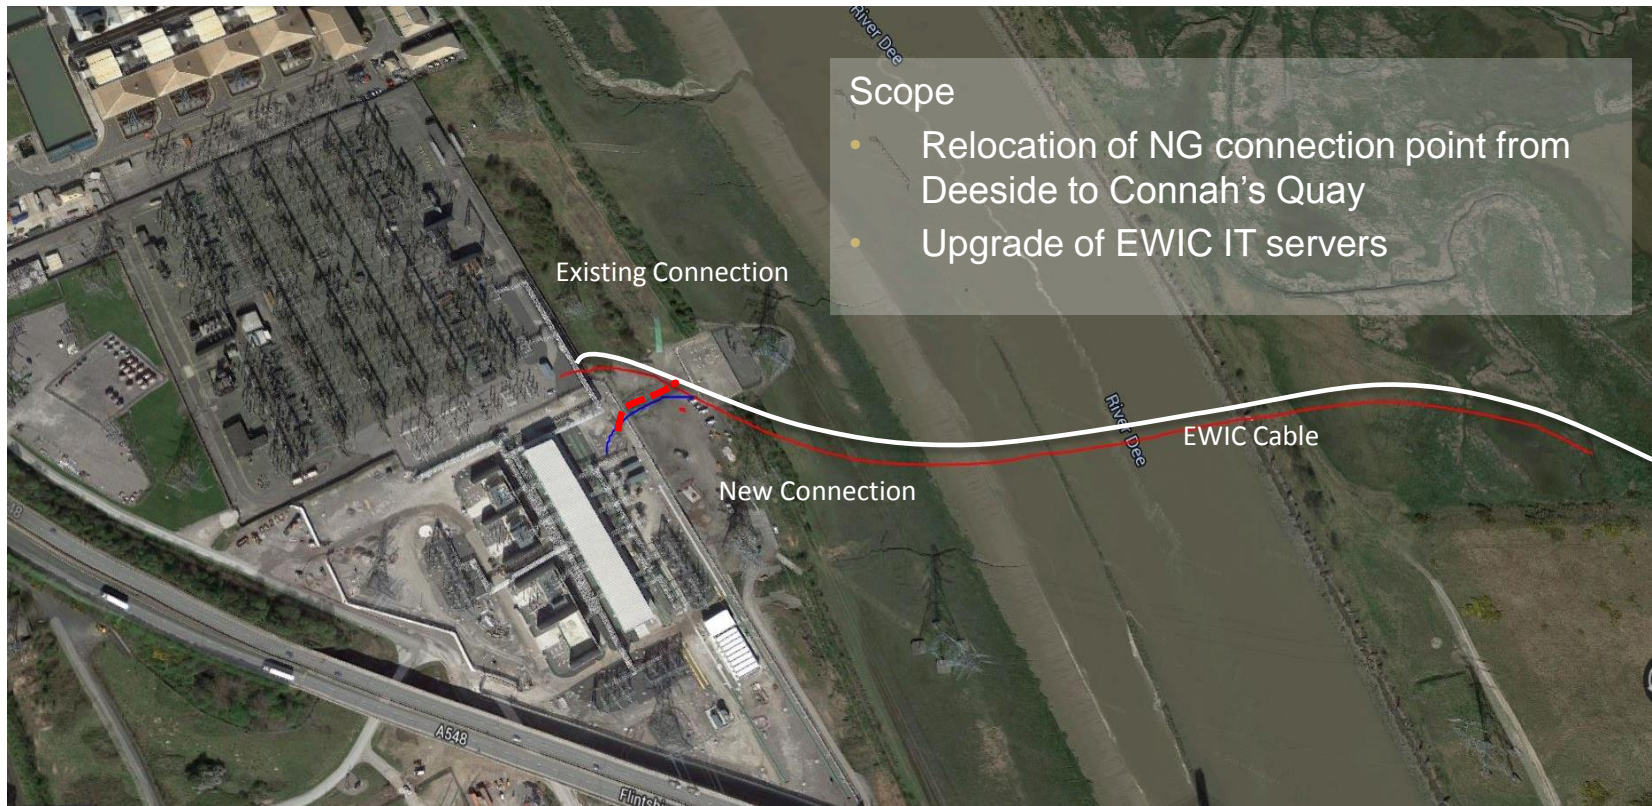 River Dee
Scope
• Relocation of NG connection point from
Deeside to Connah’s Quay
• Upgrade of EWIC IT servers
Existing Connection
River Dee
EWIC Cable
New Connection
A548